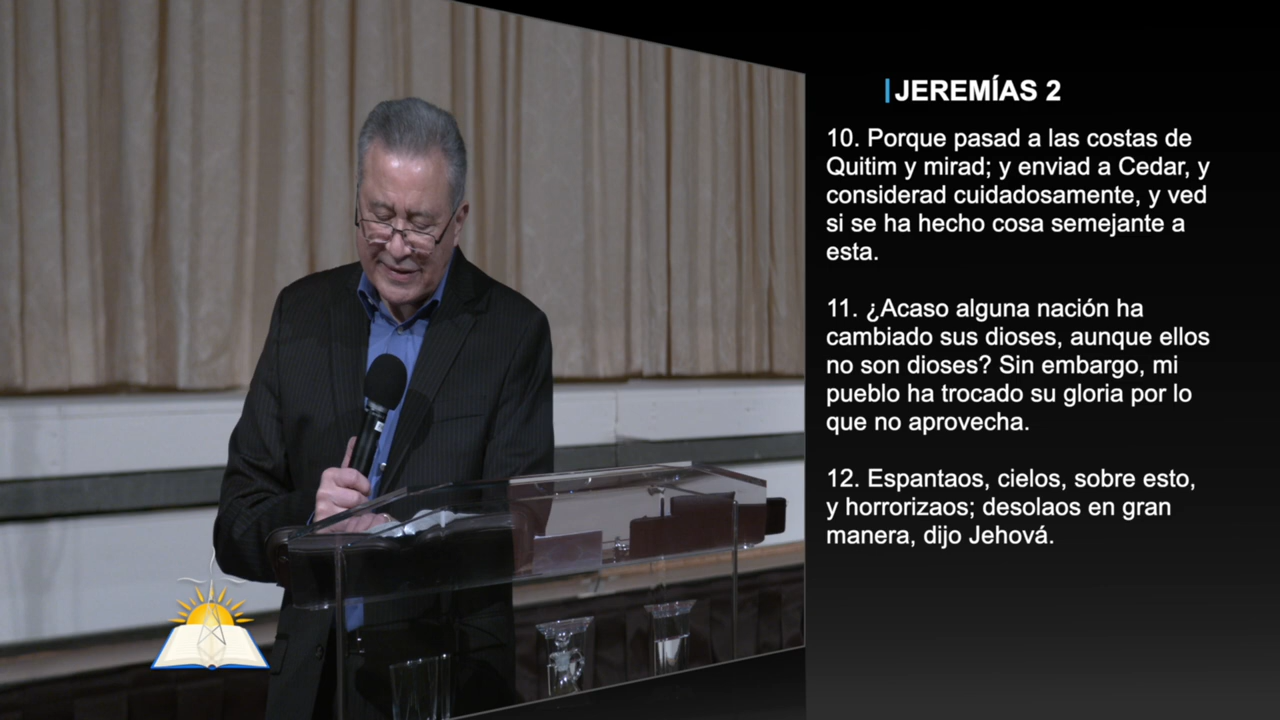 JEREMÍAS 2
10. Porque pasad a las costas de
Quitim y mirad; y enviad a Cedar, y
considerad cuidadosamente, y ved
si se ha hecho cosa semejante a
esta.
11. ¿Acaso alguna nación ha
cambiado sus dioses, aunque ellos
no son dioses? Sin embargo, mi
pueblo ha trocado su gloria por lo
que no aprovecha.
12. Espantaos, cielos, sobre esto,
y horrorizaos; desolaos en gran
manera, dijo Jehová.